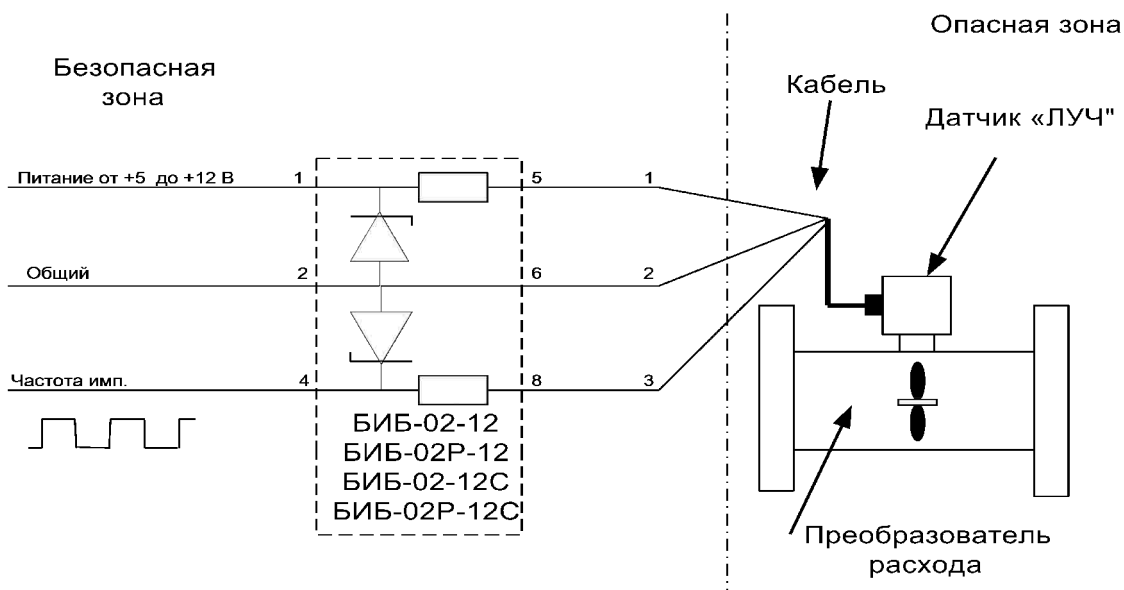 Опасная зона
Безопасная
зона
Кабель
Датчик «ЛУЧ"
Питание от +5 до +12 В
1
5
1
Общий
2
6
2
Частота имп.
4
8
3
БИБ-02-12
БИБ-02Р-12
БИБ-02-12С
БИБ-02Р-12С
Преобразователь
расхода